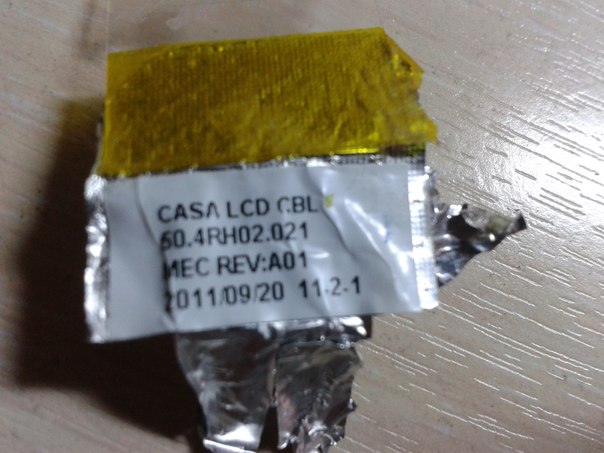 CASA LCD CBL
50.4RH02.021
MEC REV:A01
2011/09/20 11-2-1